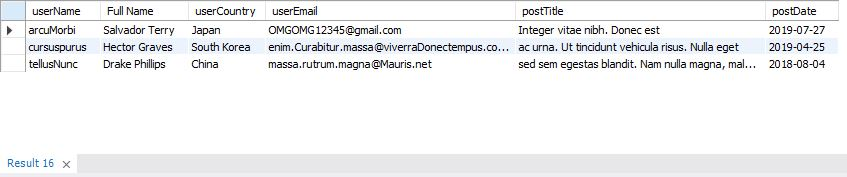 userName Full Name userCountry userEmail postTitle postDate
arcuMorbi Salvador Terry Japan OMGOMG12345@gmail.com Integer vitae nibh. Donec est 2019-07-27
cursuspurus Hector Graves South Korea enim.Curabitur.massa@viverraDonectempus.co... ac urna. Ut tincidunt vehicula risus. Nulla eget 2019-04-25
tellusNunc Drake Phillips China massa.rutrum.magna@Mauris.net sed sem egestas blandit. Nam nulla magna, mal... 2018-08-04
Result 16